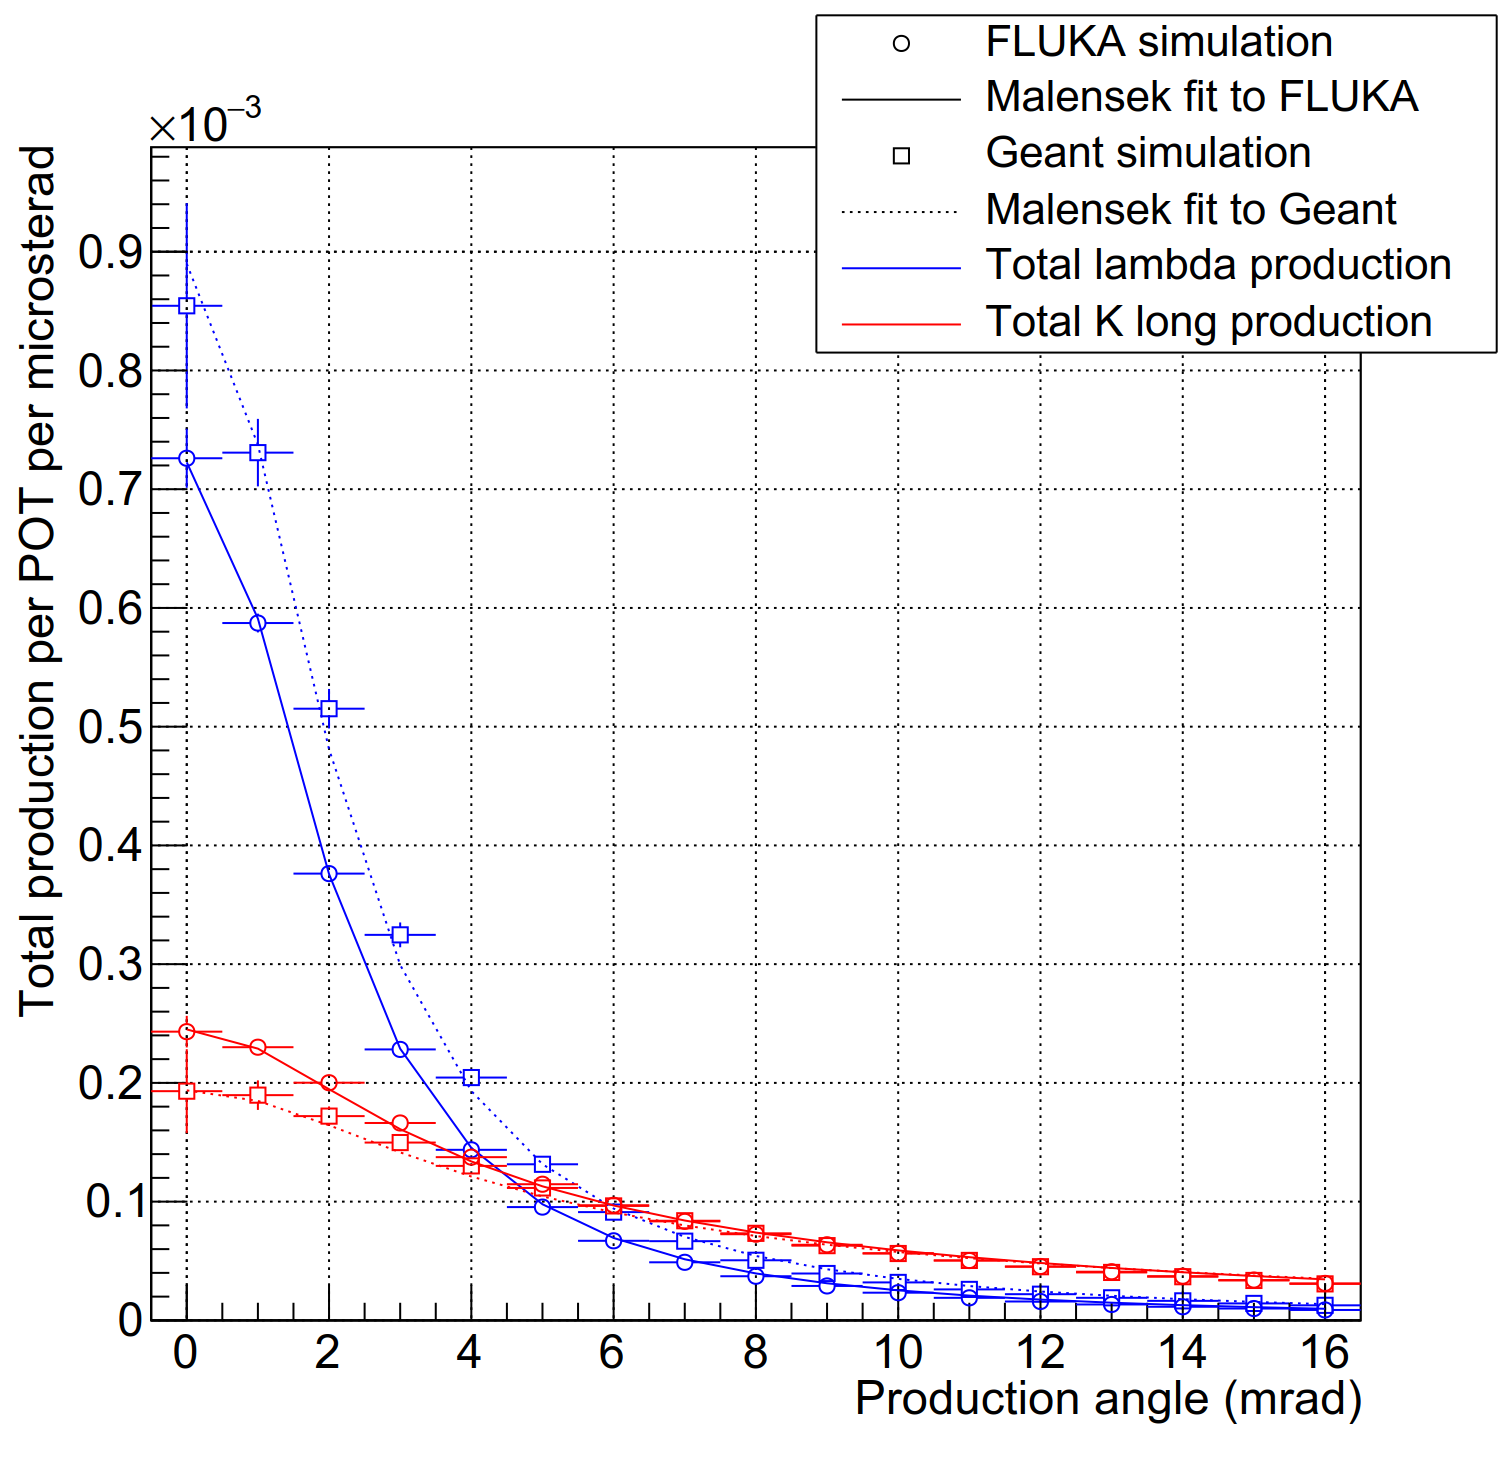 FLUKA simulation
Malensek fit to FLUKA
Geant simulation
Malensek fit to Geant
Total lambda production
Total K long production
×10⁻³
Total production per POT per microsterad
0.9
0.8
0.7
0.6
0.5
0.4
0.3
0.2
0.1
0
0 2 4 6 8 10 12 14 16
Production angle (mrad)